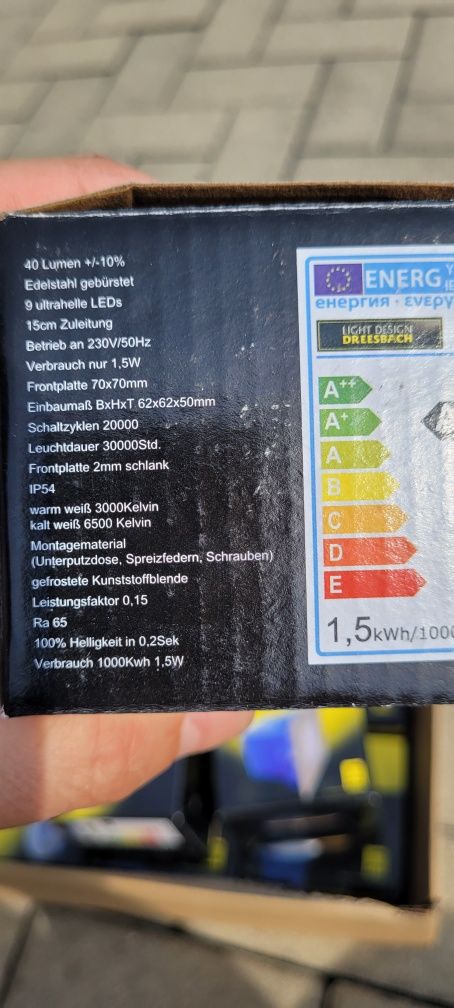 40 Lumen +/-10%
Edelstahl gebürstet
9 ultrahelle LEDs
15cm Zuleitung
Betrieb an 230V/50Hz
Verbrauch nur 1,5W
Frontplatte 70x70mm
Einbaumaß BxHxT 62x62x50mm
Schaltzyklen 20000
Leuchtdauer 30000Std.
Frontplatte 2mm schlank
IP54
warm weiß 3000Kelvin
kalt weiß 6500 Kelvin
Montagematerial
(Unterputzdose, Spreizfedern, Schrauben)
gefrostete Kunststoffblende
Leistungsfaktor 0,15
Ra 65
100% Helligkeit in 0,2Sek
Verbrauch 1000Kwh 1,5W
ENERG
енергия · ενεργ
LIGHT DESIGN
DREESBACH
A++
A+
A
B
C
D
E
1,5kWh/1000